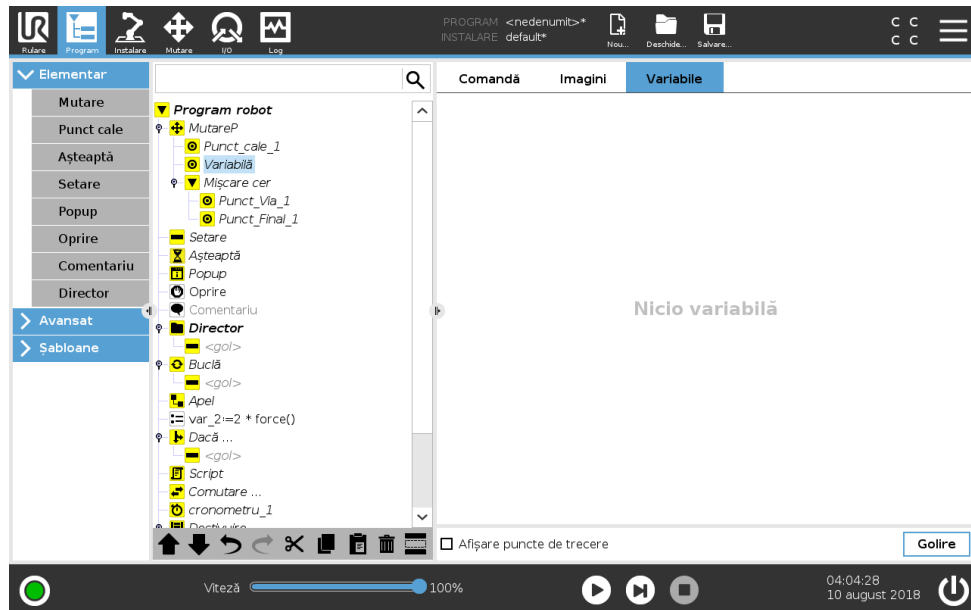 PROGRAM <nedenumit>*
INSTALARE default*
Rulare
Program
Instalare
Mutare
I/O
Log
Nou...
Deschide...
Salvare...
C C
C C
Elementar
Mutare
Punct cale
Așteaptă
Setare
Popup
Oprire
Comentariu
Director
Avansat
Șabloane
Program robot
MutareP
Punct_cale_1
Variabilă
Mișcare cer
Punct_Via_1
Punct_Final_1
Setare
Așteaptă
Popup
Oprire
Comentariu
Director
<gol>
Buclă
<gol>
Apel
var_2:=2 * force()
Dacă ...
<gol>
Script
Comutare ...
cronometru_1
Comandă
Imagini
Variabile
Nicio variabilă
Afișare puncte de trecere
Golire
Viteză
100%
04:04:28
10 august 2018